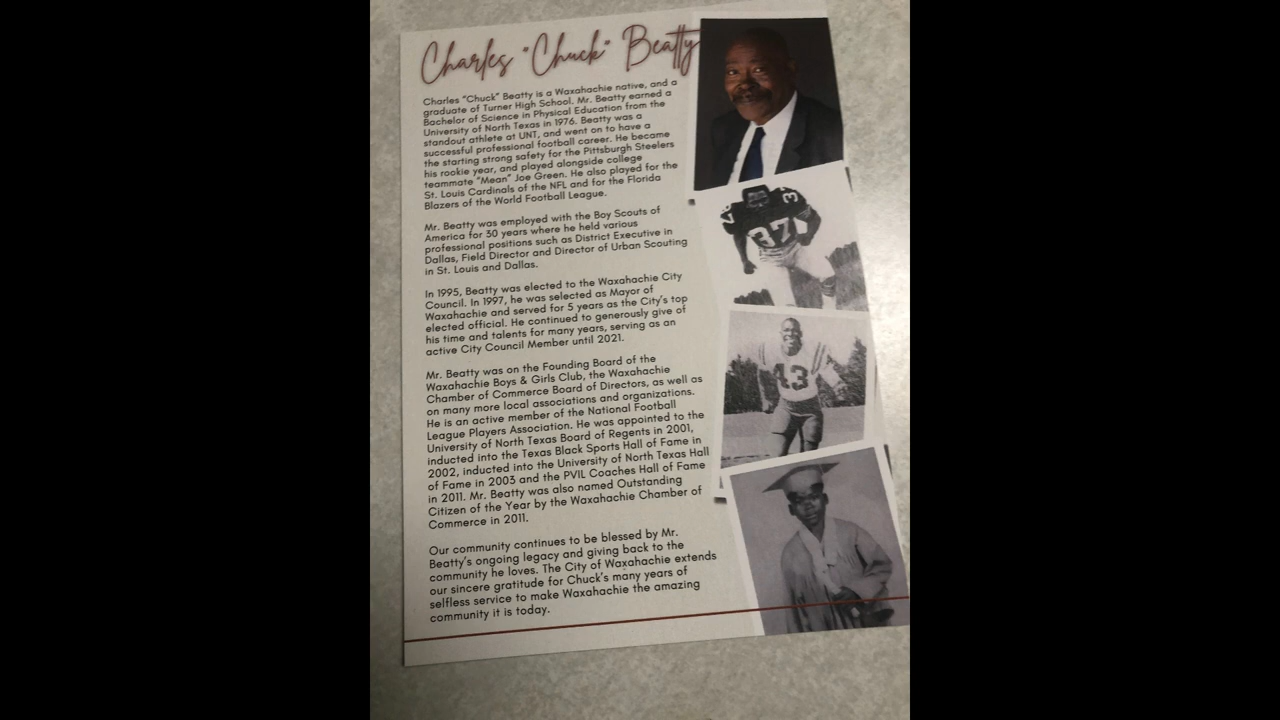 Charles "Chuck" Beatty
Charles "Chuck" Beatty is a Waxahachie native, and a
graduate of Turner High School. Mr. Beatty earned a
Bachelor of Science in Physical Education from the
University of North Texas in 1976. Beatty was a
standout athlete at UNT, and went on to have a
successful professional football career. He became
the starting strong safety for the Pittsburgh Steelers
his rookie year, and played alongside college
teammate "Mean" Joe Green. He also played for the
St. Louis Cardinals of the NFL and for the Florida
Blazers of the World Football League.
Mr. Beatty was employed with the Boy Scouts of
America for 30 years where he held various
professional positions such as District Executive in
Dallas, Field Director and Director of Urban Scouting
in St. Louis and Dallas.
In 1995, Beatty was elected to the Waxahachie City
Council. In 1997, he was selected as Mayor of
Waxahachie and served for 5 years as the City's top
elected official. He continued to generously give of
his time and talents for many years, serving as an
active City Council Member until 2021.
Mr. Beatty was on the Founding Board of the
Waxahachie Boys & Girls Club, the Waxahachie
Chamber of Commerce Board of Directors, as well as
on many more local associations and organizations.
He is an active member of the National Football
League Players Association. He was appointed to the
University of North Texas Board of Regents in 2001,
inducted into the Texas Black Sports Hall of Fame in
2002, inducted into the University of North Texas Hall
of Fame in 2003 and the PVIL Coaches Hall of Fame
in 2011. Mr. Beatty was also named Outstanding
Citizen of the Year by the Waxahachie Chamber of
Commerce in 2011.
Our community continues to be blessed by Mr.
Beatty's ongoing legacy and giving back to the
community he loves. The City of Waxahachie extends
our sincere gratitude for Chuck's many years of
selfless service to make Waxahachie the amazing
community it is today.
37
43